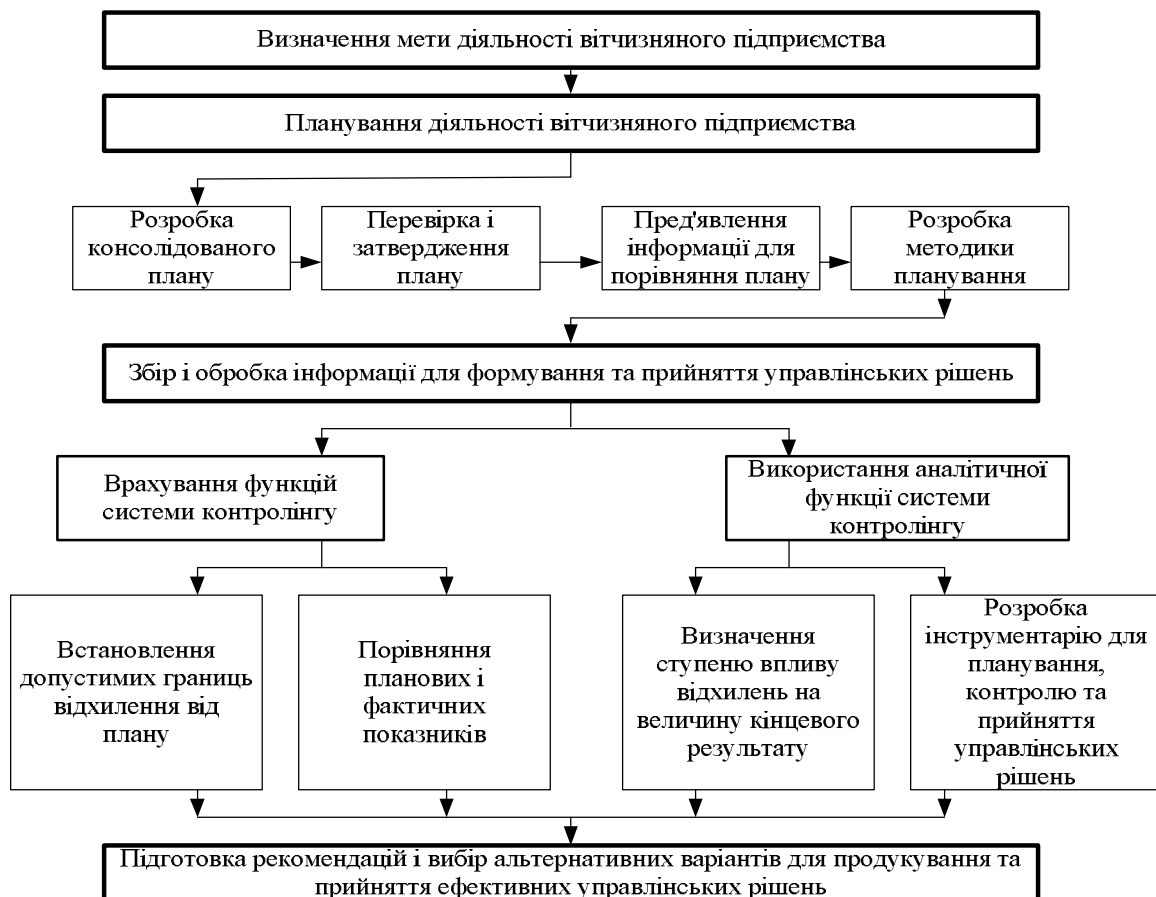 Визначення мети діяльності вітчизняного підприємства
Планування діяльності вітчизняного підприємства
Розробка
консолідованого
плану
Перевірка і
затвердження
плану
Пред'явлення
інформації для
порівняння плану
Розробка
методики
планування
Збір і обробка інформації для формування та прийняття управлінських рішень
Врахування функцій
системи контролінгу
Використання аналітичної
функції системи
контролінгу
Встановлення
допустимих границь
відхилення від
плану
Порівняння
планових і
фактичних
показників
Визначення
ступеню впливу
відхилень на
величину кінцевого
результату
Розробка
інструментарію для
планування,
контролю та
прийняття
управлінських
рішень
Підготовка рекомендацій і вибір альтернативних варіантів для продукування та
прийняття ефективних управлінських рішень